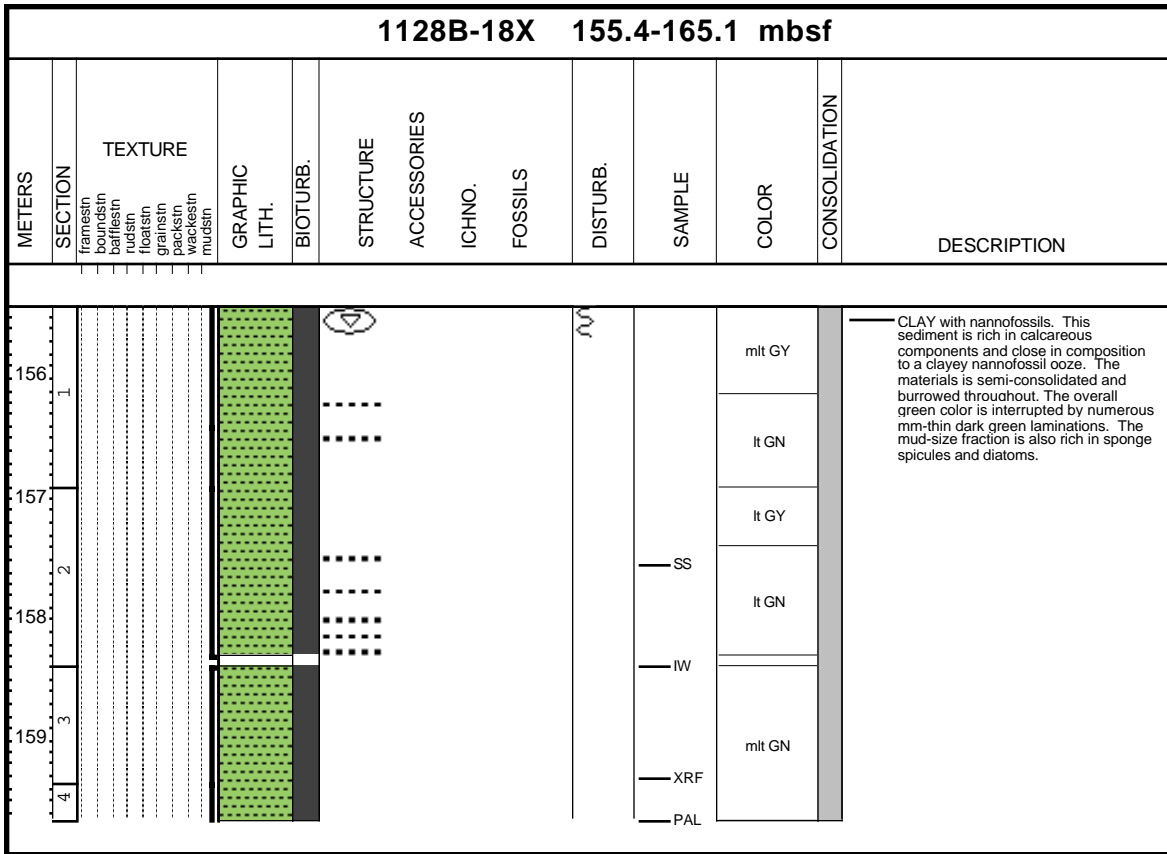 1128B-18X 155.4-165.1 mbsf
METERS
SECTION
TEXTURE
framestn
boundstn
bafflestn
rudstn
floatstn
grainstn
packstn
wackestn
mudstn
GRAPHIC
LITH.
BIOTURB.
STRUCTURE
ACCESSORIES
ICHNO.
FOSSILS
DISTURB.
SAMPLE
COLOR
CONSOLIDATION
DESCRIPTION
156
157
158
159
1
2
3
4
SS
IW
XRF
PAL
mlt GY
lt GN
lt GY
lt GN
mlt GN
CLAY with nannofossils. This
sediment is rich in calcareous
components and close in composition
to a clayey nannofossil ooze. The
materials is semi-consolidated and
burrowed throughout. The overall
green color is interrupted by numerous
mm-thin dark green laminations. The
mud-size fraction is also rich in sponge
spicules and diatoms.